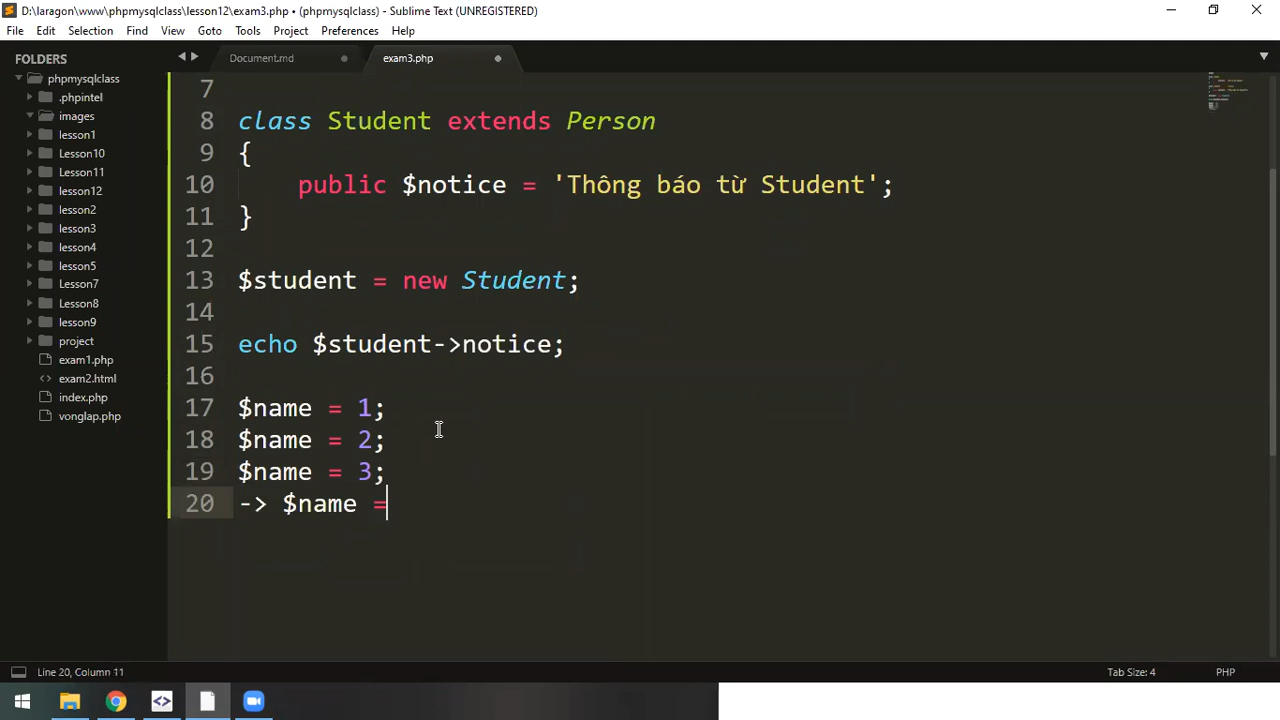 D:\laragon\www\phpmysqlclass\lesson12\exam3.php • (phpmysqlclass) - Sublime Text (UNREGISTERED)
File Edit Selection Find View Goto Tools Project Preferences Help
FOLDERS
phpmysqlclass
.phpintel
images
lesson1
Lesson10
Lesson11
lesson12
lesson2
lesson3
lesson4
lesson5
Lesson7
Lesson8
lesson9
project
exam1.php
exam2.html
index.php
vonglap.php
Document.md exam3.php
7
8 class Student extends Person
9 {
10 public $notice = 'Thông báo từ Student';
11 }
12
13 $student = new Student;
14
15 echo $student->notice;
16
17 $name = 1;
18 $name = 2;
19 $name = 3;
20 -> $name =
Line 20, Column 11 Tab Size: 4 PHP